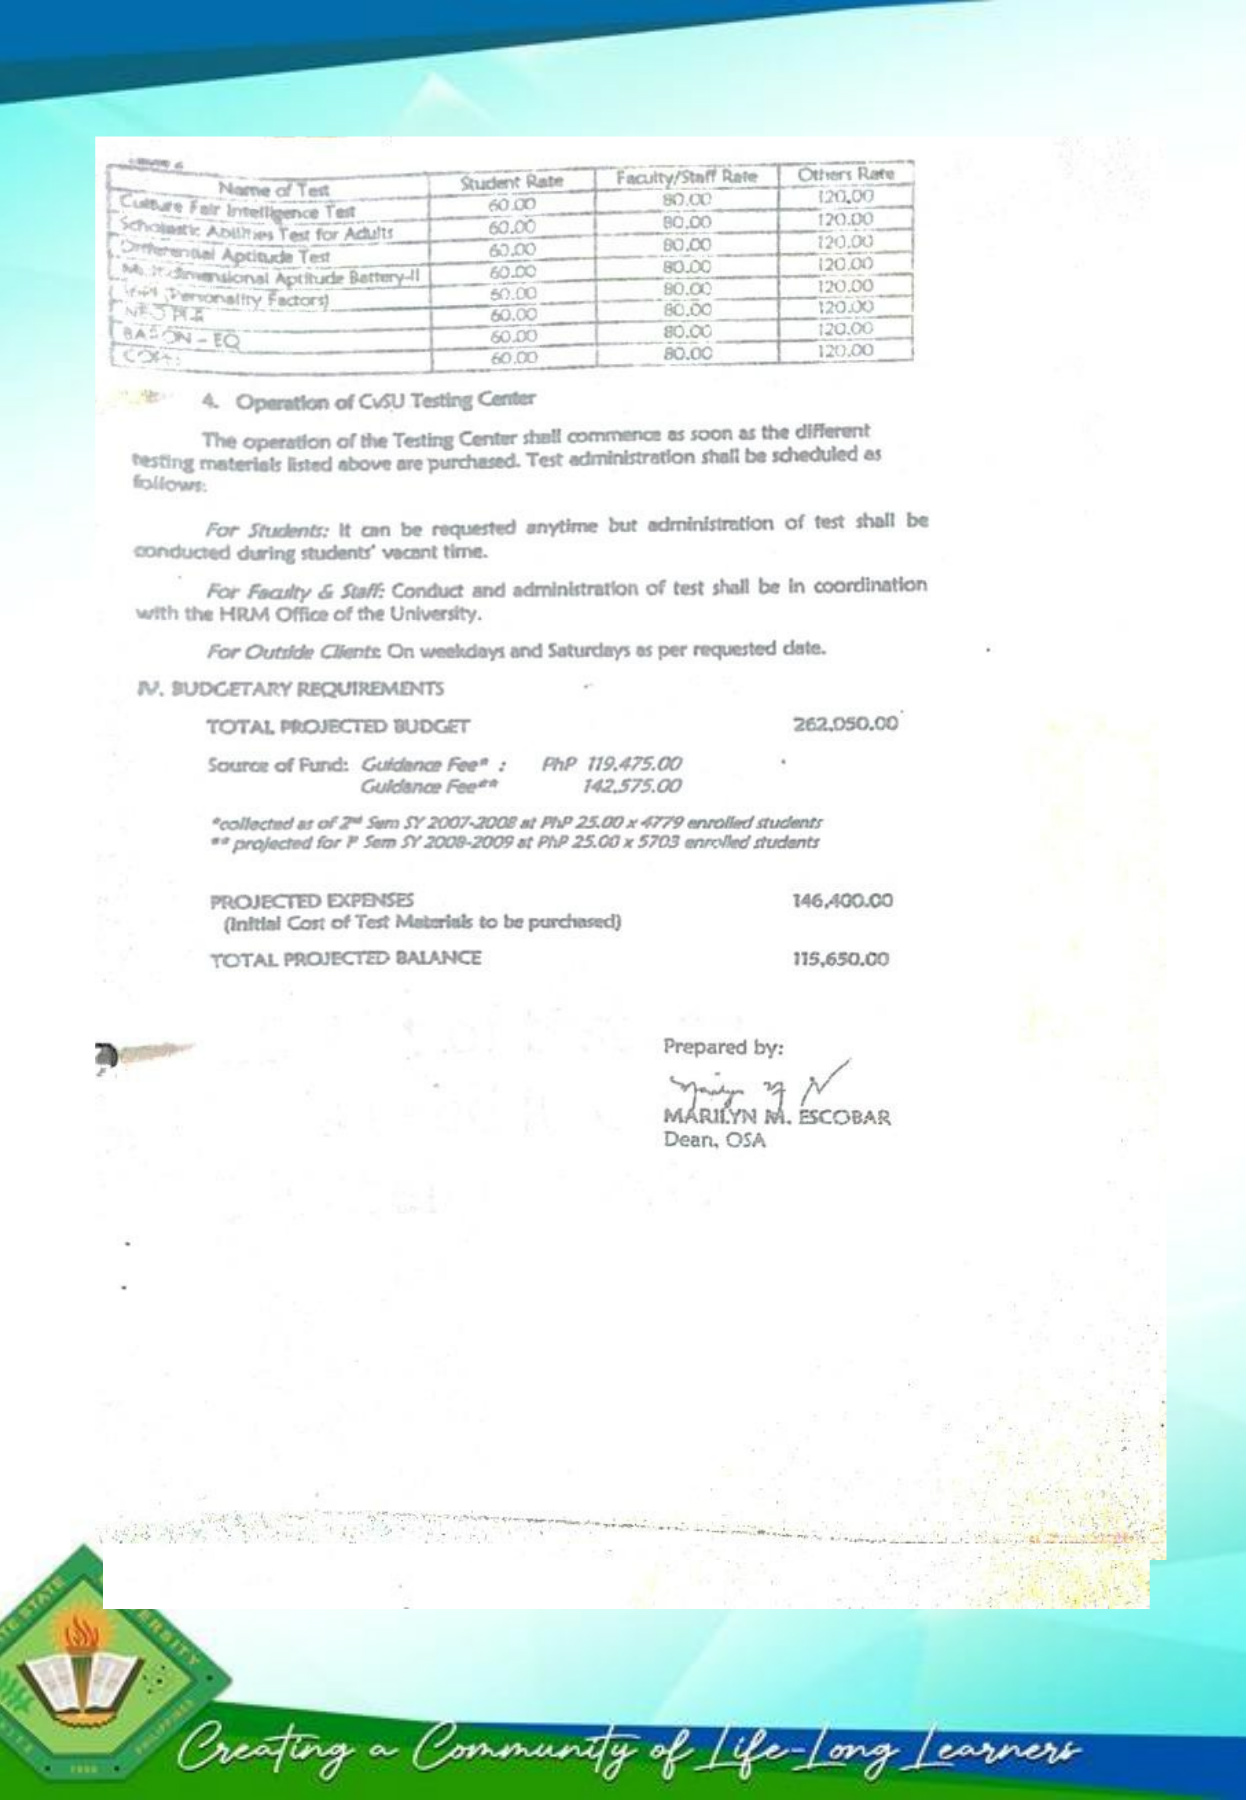 Name of Test Student Rate Faculty/Staff Rate Others Rate
Culture Fair Intelligence Test 60.00 80.00 120.00
Scholastic Abilities Test for Adults 60.00 80.00 120.00
Differential Aptitude Test 60.00 80.00 120.00
Multidimensional Aptitude Battery-II 60.00 80.00 120.00
(Personality Factors) 60.00 80.00 120.00
60.00 80.00 120.00
BARON - EQ 60.00 80.00 120.00
60.00 80.00 120.00
4. Operation of CvSU Testing Center
The operation of the Testing Center shall commence as soon as the different
testing materials listed above are purchased. Test administration shall be scheduled as
follows:
For Students: It can be requested anytime but administration of test shall be
conducted during students' vacant time.
For Faculty & Staff: Conduct and administration of test shall be in coordination
with the HRM Office of the University.
For Outside Clients: On weekdays and Saturdays as per requested date.
IV. BUDGETARY REQUIREMENTS
TOTAL PROJECTED BUDGET 262,050.00
Source of Fund: Guidance Fee* : PhP 119,475.00
Guidance Fee** 142,575.00
*collected as of 2nd Sem SY 2007-2008 at PhP 25.00 x 4779 enrolled students
** projected for 1st Sem SY 2008-2009 at PhP 25.00 x 5703 enrolled students
PROJECTED EXPENSES 146,400.00
(Initial Cost of Test Materials to be purchased)
TOTAL PROJECTED BALANCE 115,650.00
Prepared by:
MARILYN M. ESCOBAR
Dean, OSA
Creating a Community of Life-Long Learners